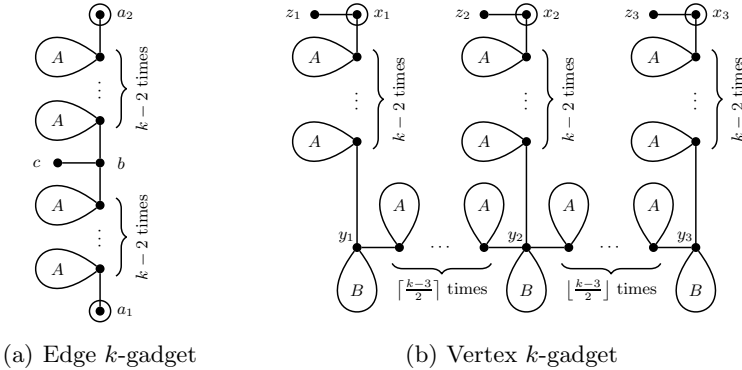 a₂
A
⋯
k − 2 times
A
c
b
A
⋯
k − 2 times
A
a₁
(a) Edge k-gadget
z₁ x₁ z₂ x₂ z₃ x₃
A A A
⋯ ⋯ ⋯
k − 2 times k − 2 times k − 2 times
A A A
A A A A
y₁ ⋯ y₂ ⋯ y₃
B ⌈(k−3)/2⌉ times B ⌊(k−3)/2⌋ times B
(b) Vertex k-gadget